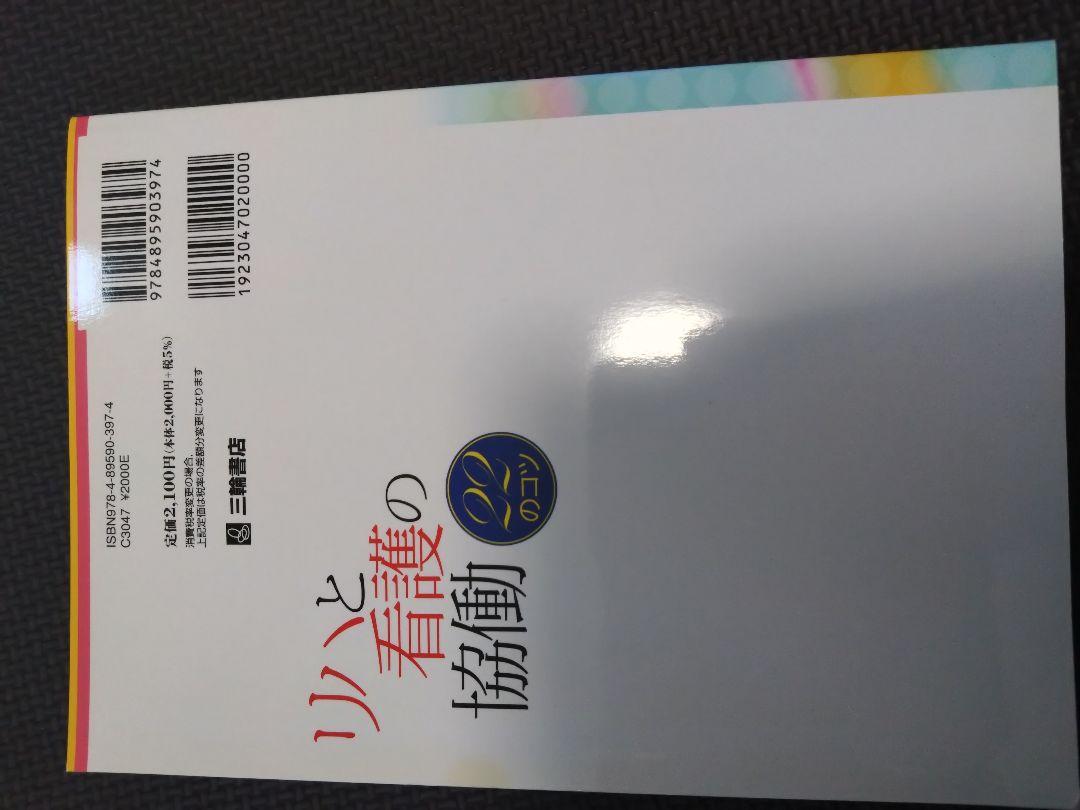 9784895903974
1923047020000
ISBN978-4-89590-397-4
C3047 ¥2000E
定価2,100円(本体2,000円+税5%)
消費税率変更の場合、
上記定価は税率の差額分変更になります
三輪書店
リハと
看護の
協働
22
のコツ